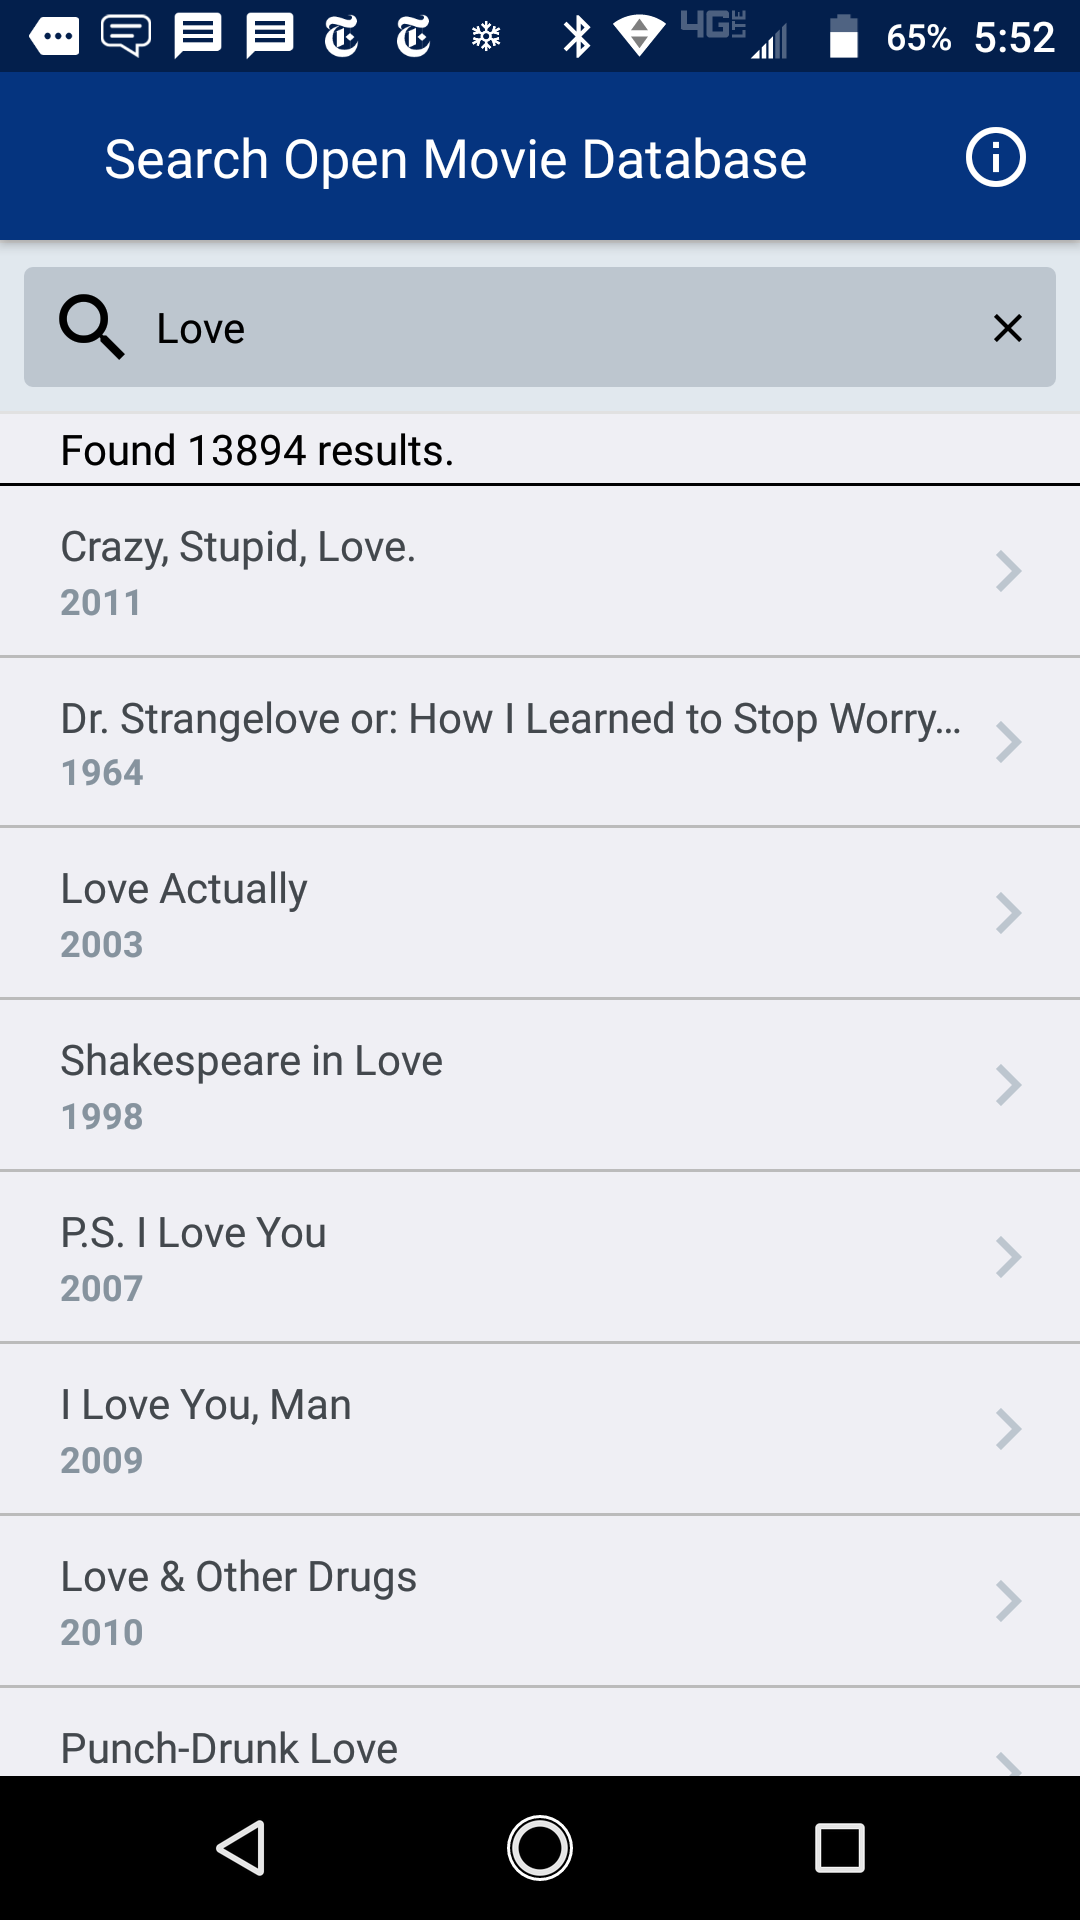 4G LTE 65% 5:52
Search Open Movie Database
Love
Found 13894 results.
Crazy, Stupid, Love.
2011
Dr. Strangelove or: How I Learned to Stop Worry...
1964
Love Actually
2003
Shakespeare in Love
1998
P.S. I Love You
2007
I Love You, Man
2009
Love & Other Drugs
2010
Punch-Drunk Love